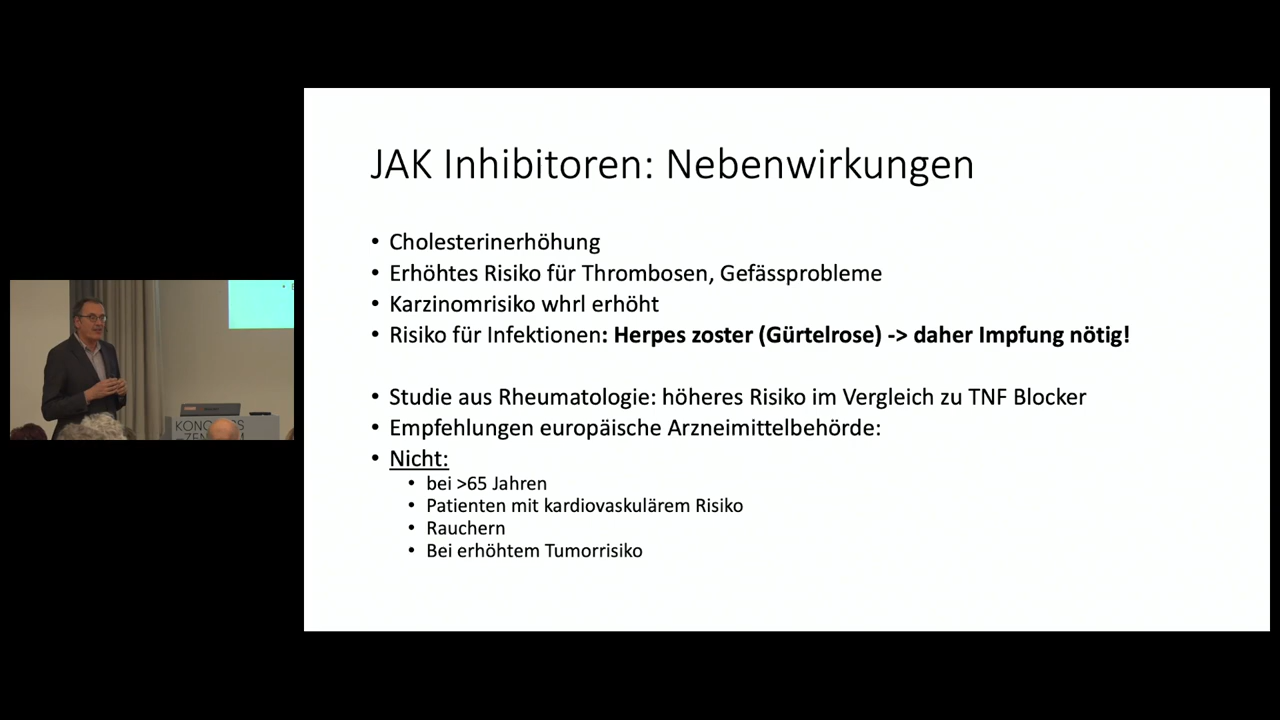 JAK Inhibitoren: Nebenwirkungen
• Cholesterinerhöhung
• Erhöhtes Risiko für Thrombosen, Gefässprobleme
• Karzinomrisiko whrl erhöht
• Risiko für Infektionen: Herpes zoster (Gürtelrose) -> daher Impfung nötig!
• Studie aus Rheumatologie: höheres Risiko im Vergleich zu TNF Blocker
• Empfehlungen europäische Arzneimittelbehörde:
• Nicht:
• bei >65 Jahren
• Patienten mit kardiovaskulärem Risiko
• Rauchern
• Bei erhöhtem Tumorrisiko